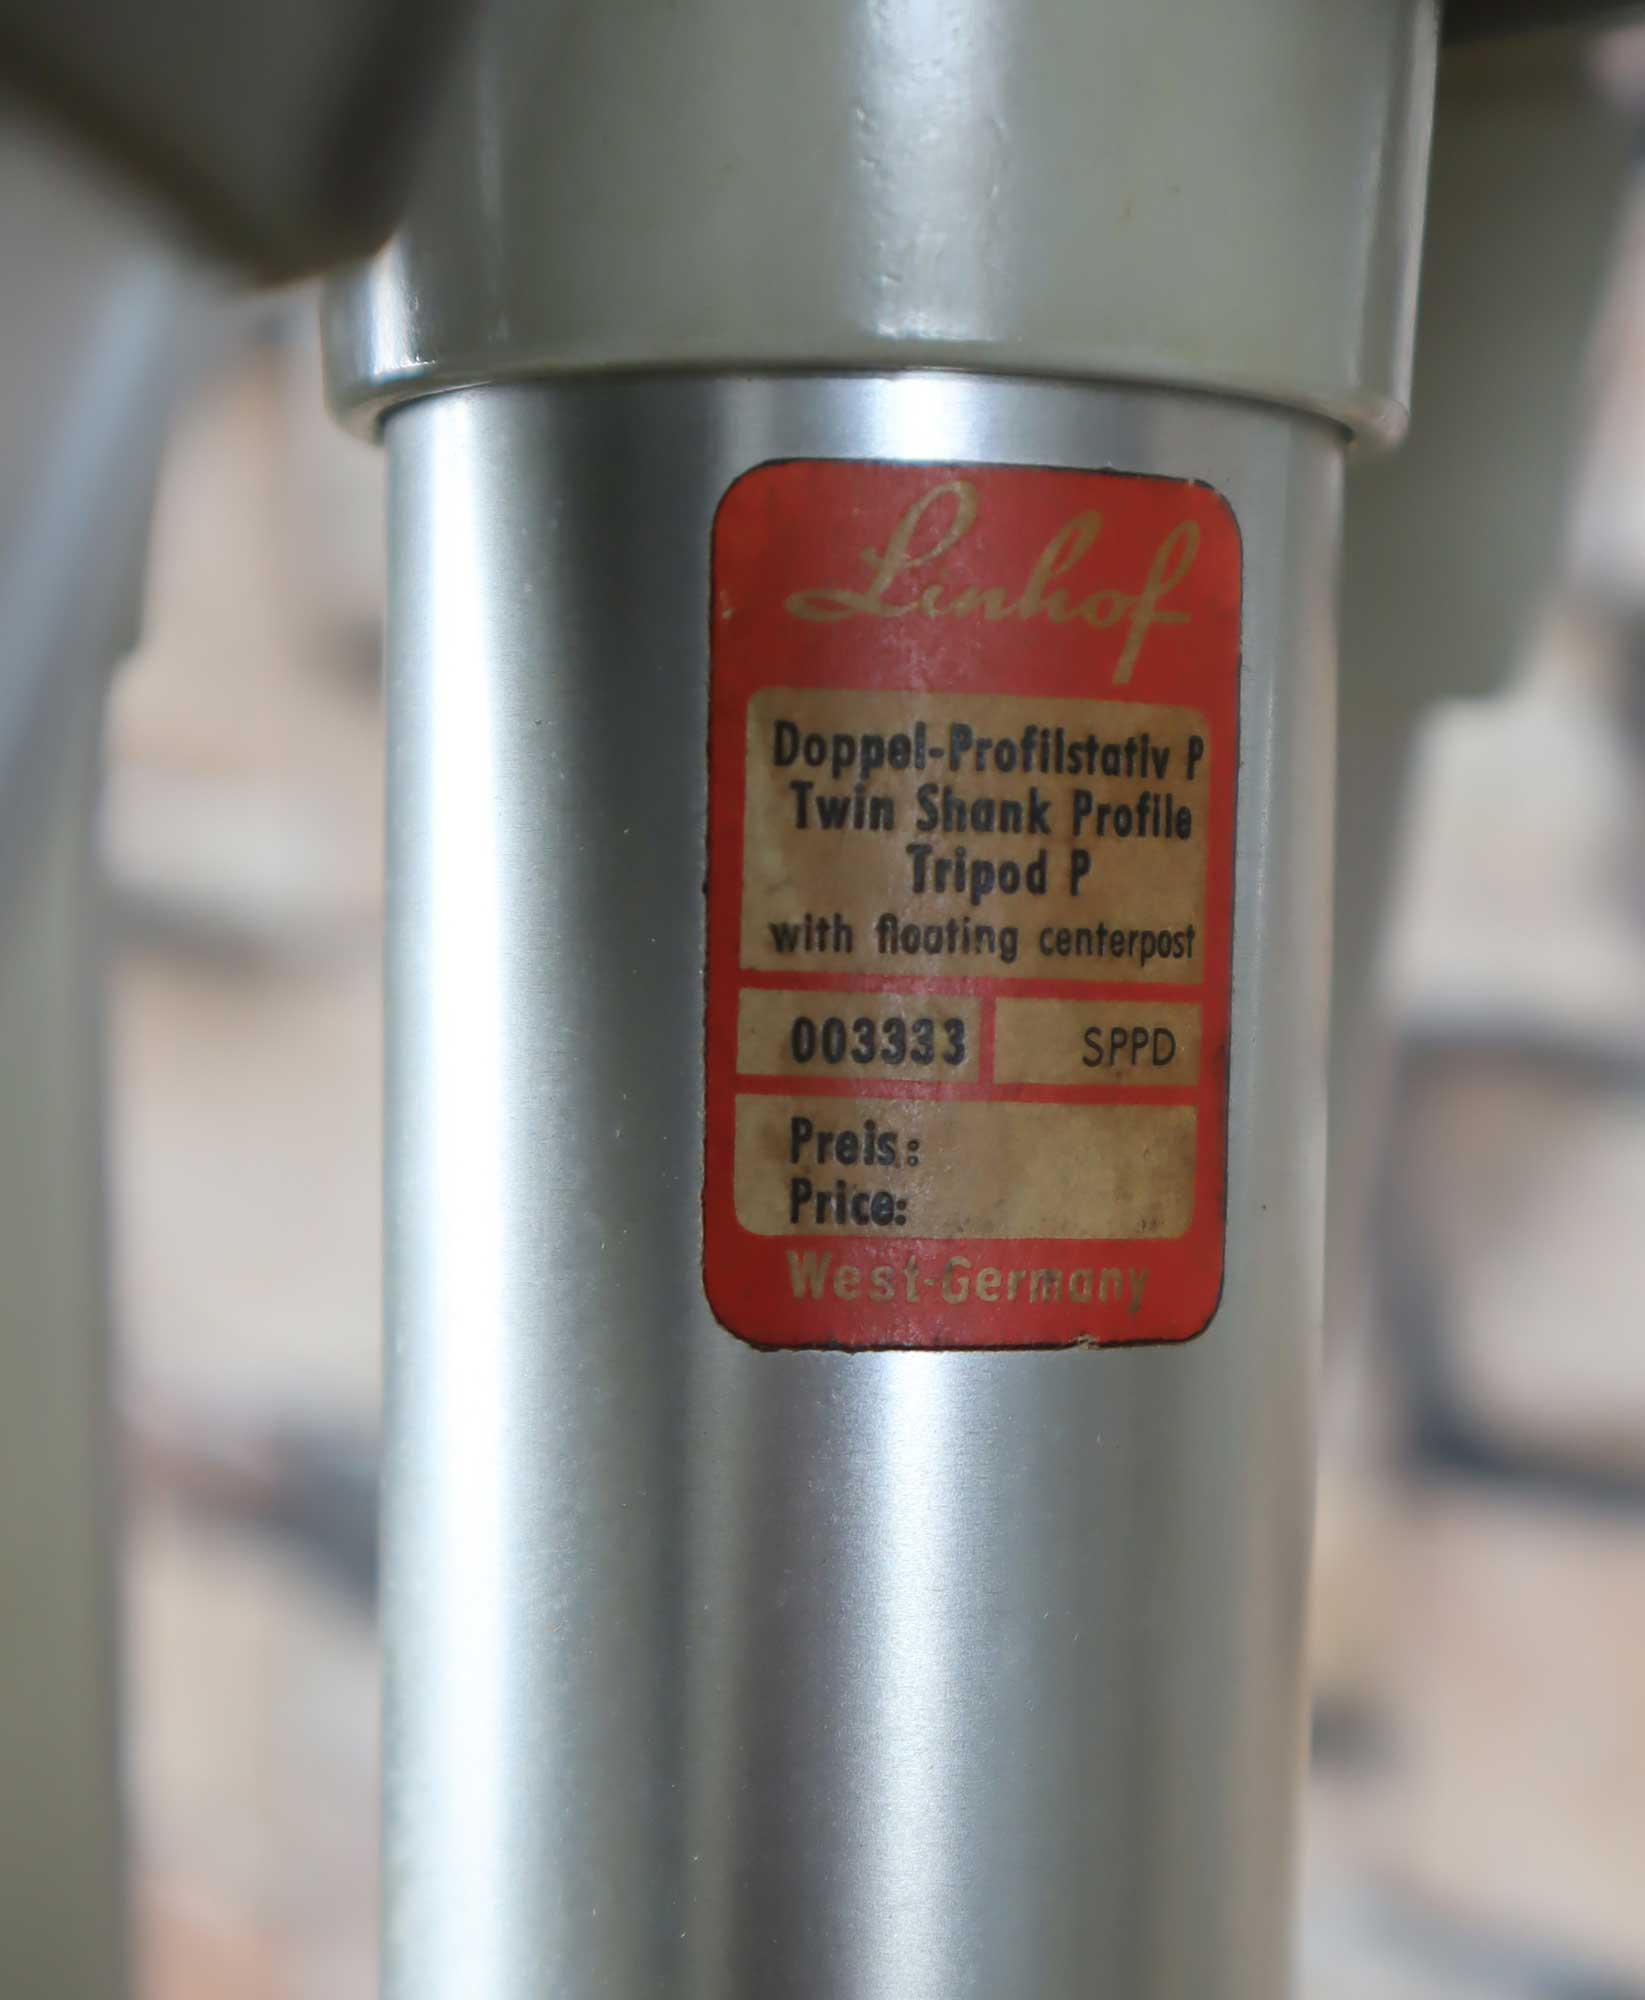 Linhof
Doppel-Profilstativ P
Twin Shank Profile
Tripod P
with floating centerpost
003333 SPPD
Preis:
Price:
West-Germany